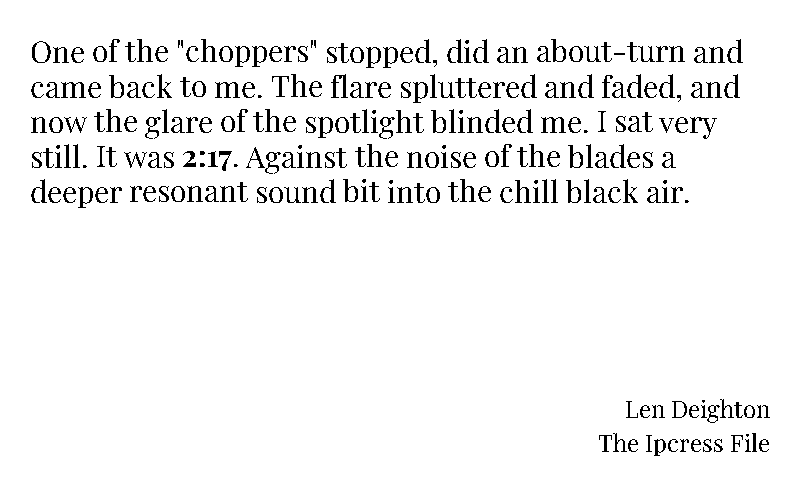 One of the "choppers" stopped, did an about-turn and
came back to me. The flare spluttered and faded, and
now the glare of the spotlight blinded me. I sat very
still. It was 2:17. Against the noise of the blades a
deeper resonant sound bit into the chill black air.
Len Deighton
The Ipcress File